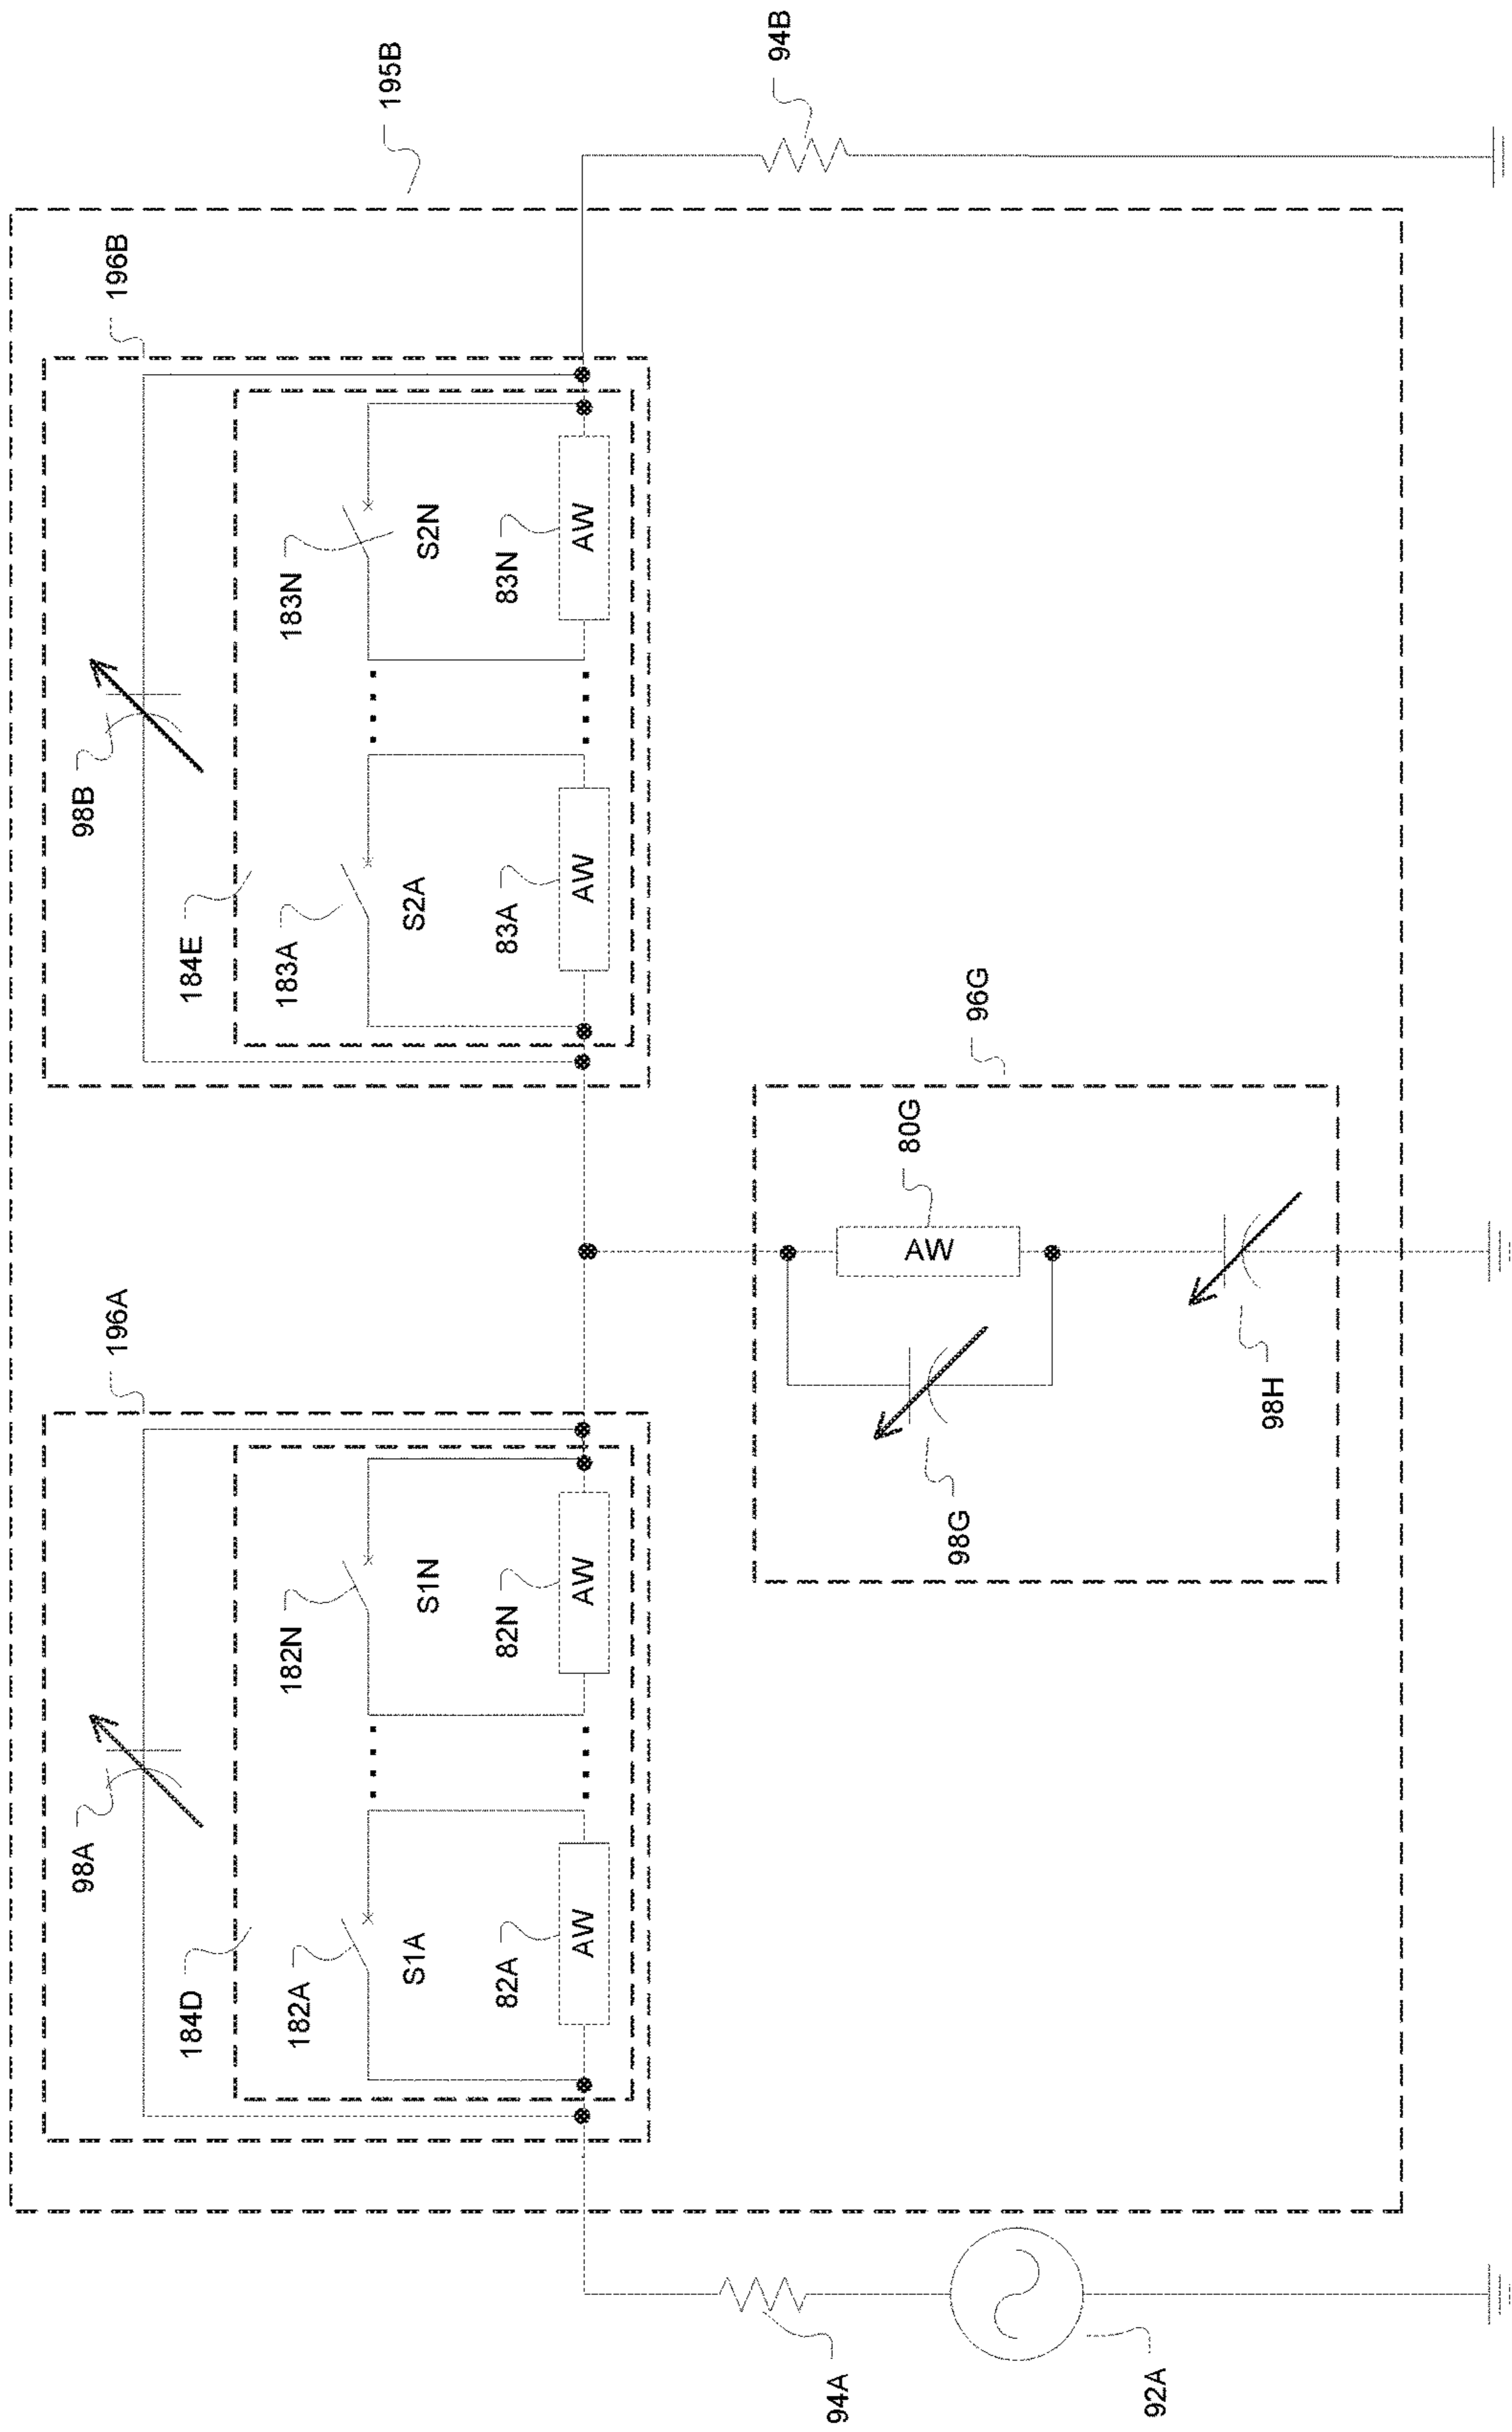 195B
196A
196B
98A
98B
184D
184E
182A
182N
183A
183N
S1A
S1N
S2A
S2N
82A
82N
83A
83N
AW
AW
AW
AW
94A
94B
96G
80G
AW
98G
98H
92A